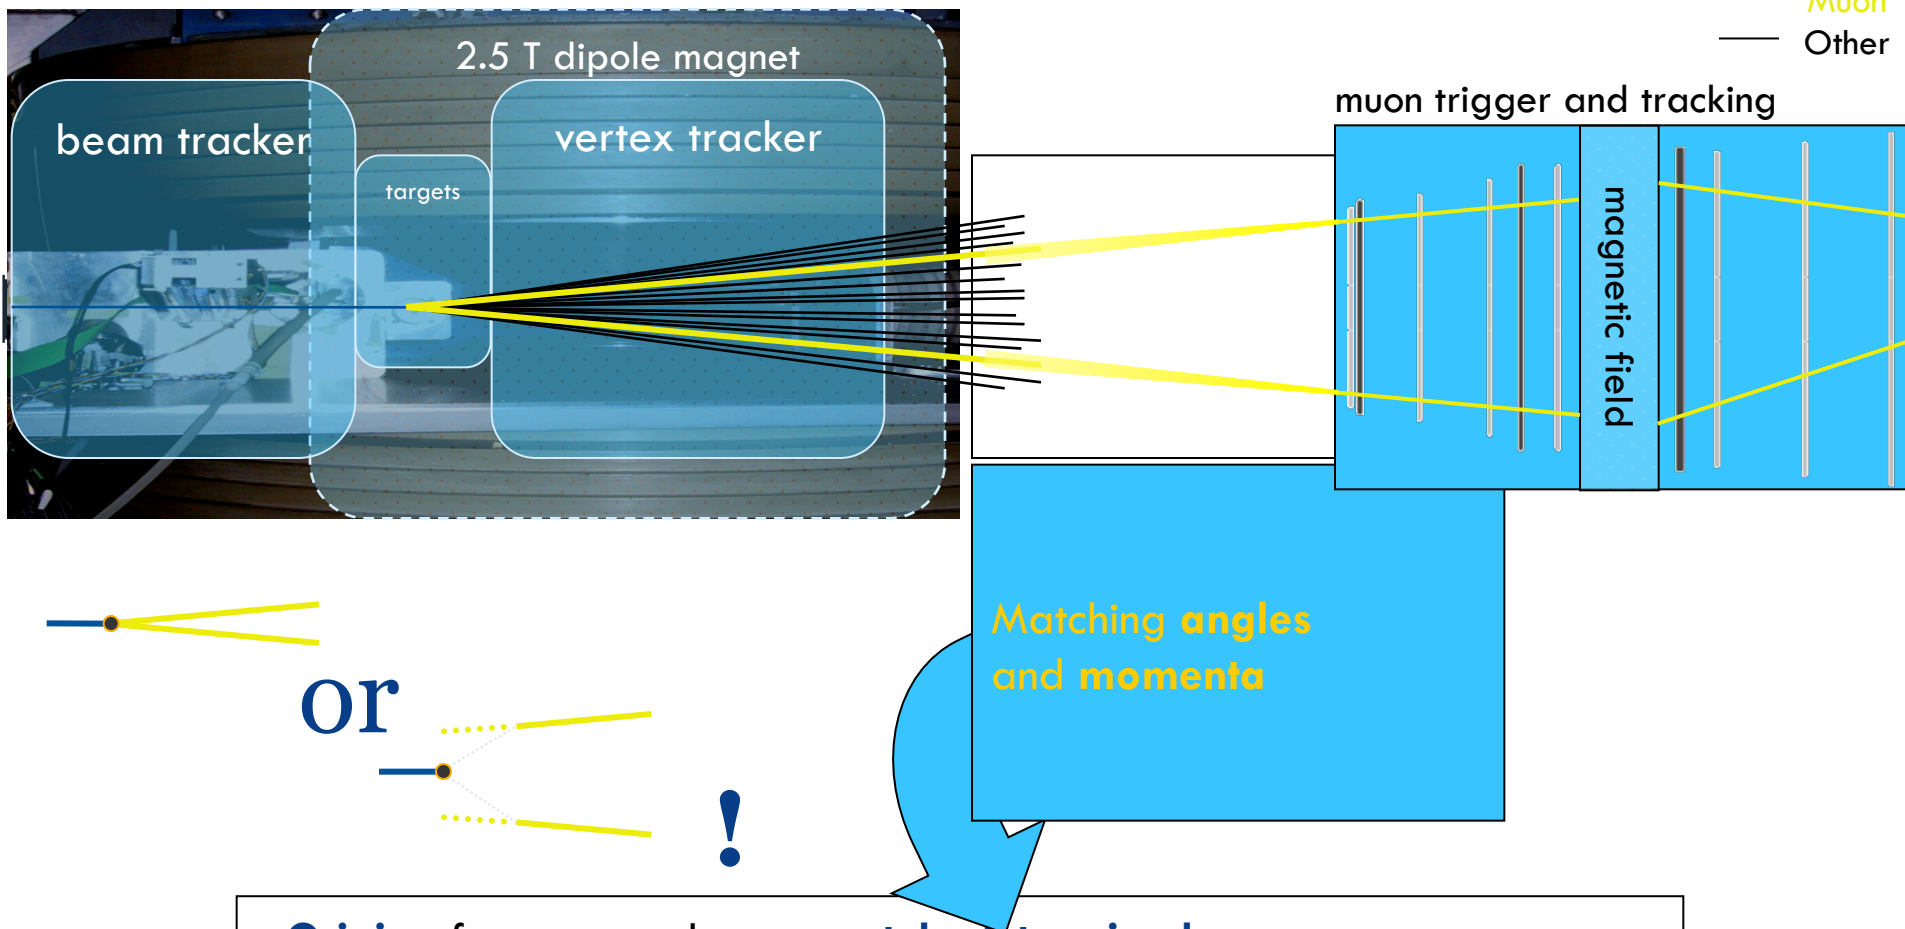 Muon
Other
2.5 T dipole magnet
muon trigger and tracking
beam tracker
vertex tracker
targets
magnetic field
Matching angles
and momenta
or
!